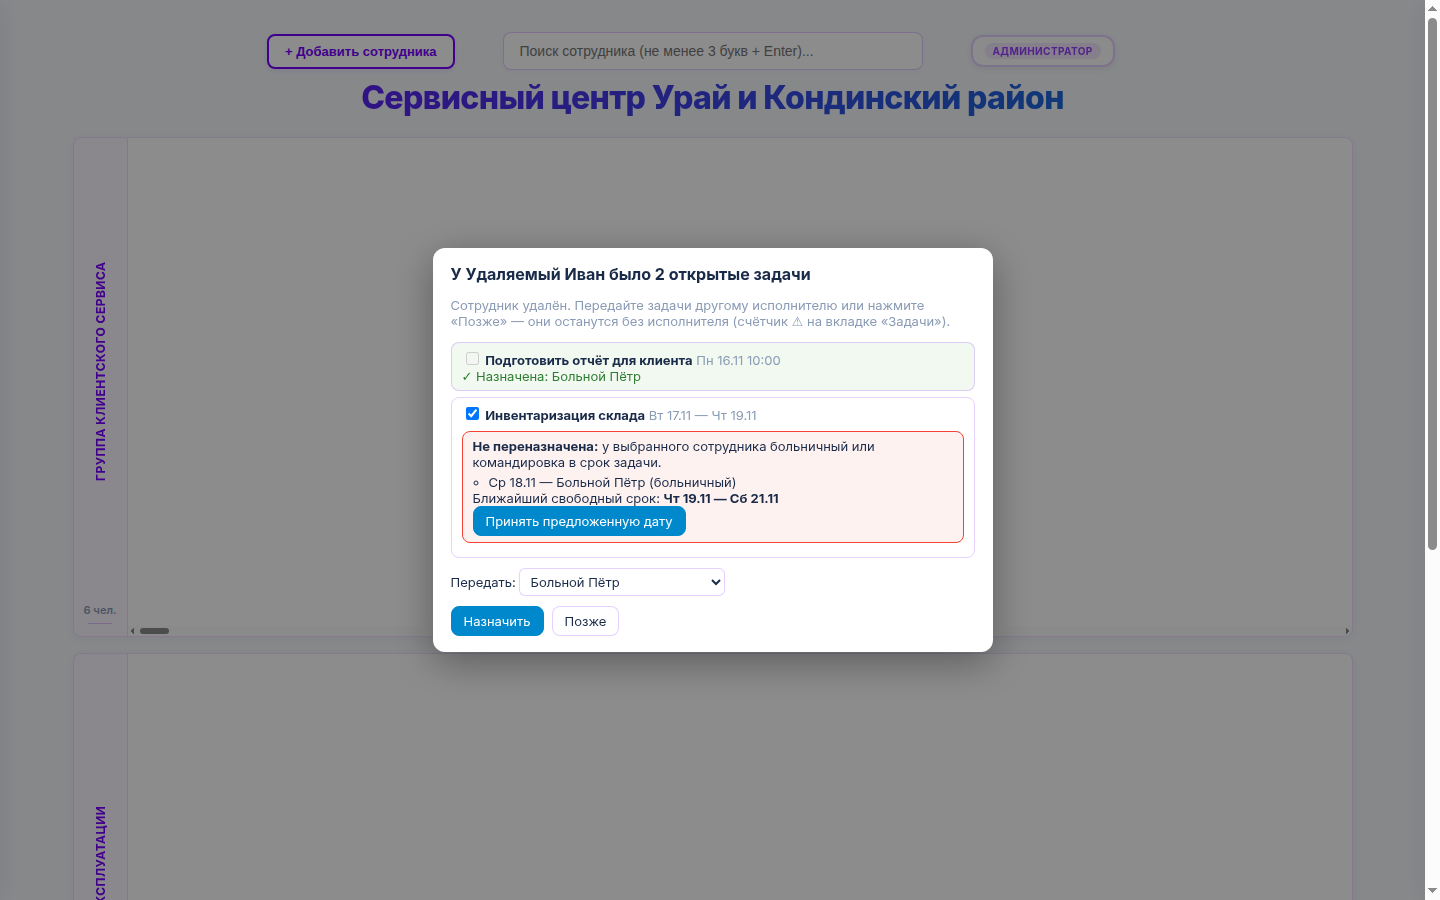 + Добавить сотрудника
Поиск сотрудника (не менее 3 букв + Enter)...
АДМИНИСТРАТОР
Сервисный центр Урай и Кондинский район
ГРУППА КЛИЕНТСКОГО СЕРВИСА
6 чел.
У Удаляемый Иван было 2 открытые задачи
Сотрудник удалён. Передайте задачи другому исполнителю или нажмите
«Позже» — они останутся без исполнителя (счётчик ⚠ на вкладке «Задачи»).
Подготовить отчёт для клиента Пн 16.11 10:00
✓ Назначена: Больной Пётр
Инвентаризация склада Вт 17.11 — Чт 19.11
Не переназначена: у выбранного сотрудника больничный или
командировка в срок задачи.
Ср 18.11 — Больной Пётр (больничный)
Ближайший свободный срок: Чт 19.11 — Сб 21.11
Принять предложенную дату
Передать: Больной Пётр
Назначить
Позже
КСПЛУАТАЦИИ